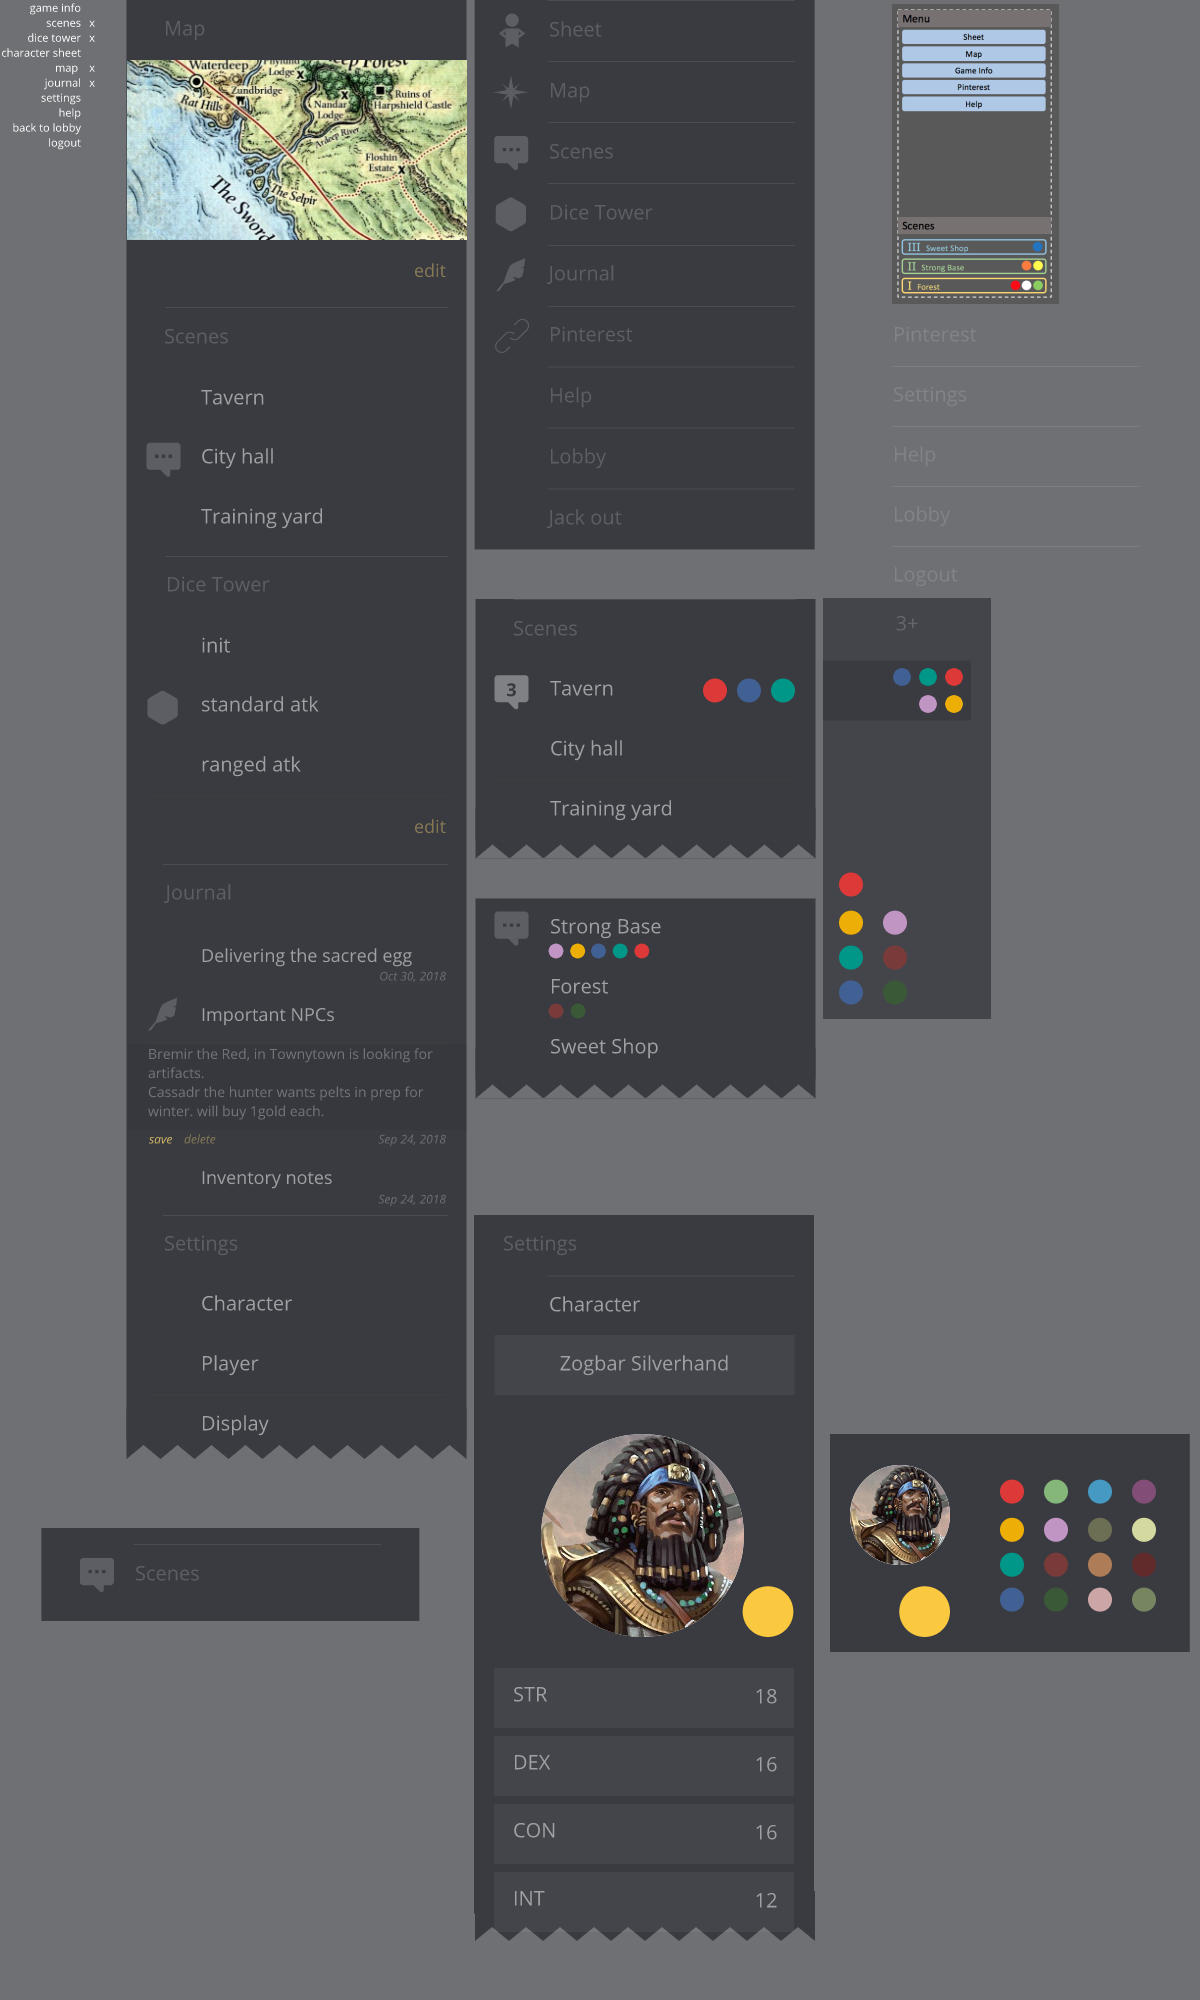 game info
scenes x
dice tower x
character sheet
map x
journal x
settings
help
back to lobby
logout
Map
Waterdeep
Lodge
Forest
Zundbridge
Rat Hills
Nandar
Lodge
Ruins of
Harpshield Castle
Ardeep River
Floshin
Estate
The Selpir
The Sword
edit
Scenes
Tavern
City hall
Training yard
Dice Tower
init
standard atk
ranged atk
edit
Journal
Delivering the sacred egg
Oct 30, 2018
Important NPCs
Bremir the Red, in Townytown is looking for
artifacts.
Cassadr the hunter wants pelts in prep for
winter. will buy 1gold each.
save delete Sep 24, 2018
Inventory notes
Sep 24, 2018
Settings
Character
Player
Display
Scenes
Sheet
Map
Scenes
Dice Tower
Journal
Pinterest
Help
Lobby
Jack out
Scenes
3 Tavern
City hall
Training yard
Strong Base
Forest
Sweet Shop
Settings
Character
Zogbar Silverhand
STR 18
DEX 16
CON 16
INT 12
Menu
Sheet
Map
Game Info
Pinterest
Help
Scenes
III Sweet Shop
II Strong Base
I Forest
Pinterest
Settings
Help
Lobby
Logout
3+